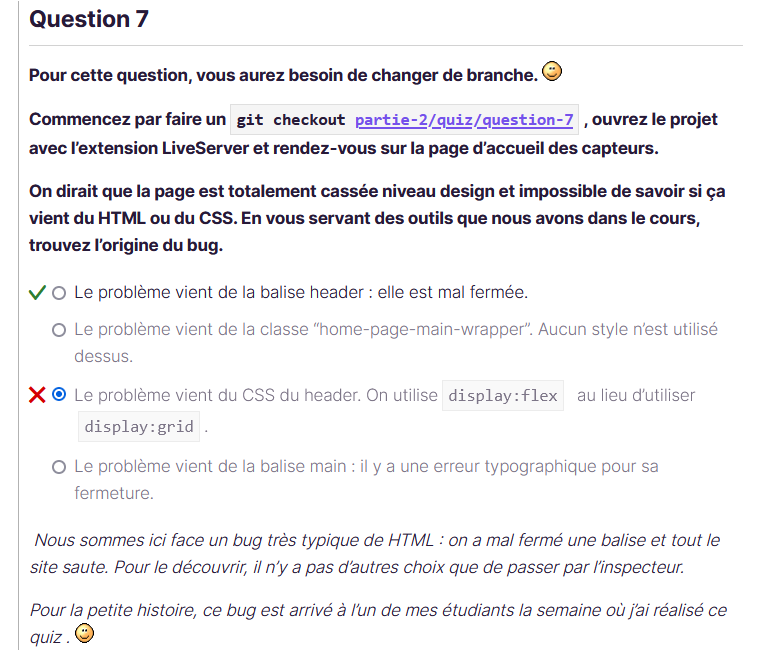 Question 7
Pour cette question, vous aurez besoin de changer de branche.
Commencez par faire un git checkout partie-2/quiz/question-7 , ouvrez le projet
avec l’extension LiveServer et rendez-vous sur la page d’accueil des capteurs.
On dirait que la page est totalement cassée niveau design et impossible de savoir si ça
vient du HTML ou du CSS. En vous servant des outils que nous avons dans le cours,
trouvez l’origine du bug.
Le problème vient de la balise header : elle est mal fermée.
Le problème vient de la classe “home-page-main-wrapper”. Aucun style n’est utilisé
dessus.
Le problème vient du CSS du header. On utilise display:flex au lieu d’utiliser
display:grid .
Le problème vient de la balise main : il y a une erreur typographique pour sa
fermeture.
Nous sommes ici face un bug très typique de HTML : on a mal fermé une balise et tout le
site saute. Pour le découvrir, il n’y a pas d’autres choix que de passer par l’inspecteur.
Pour la petite histoire, ce bug est arrivé à l’un de mes étudiants la semaine où j’ai réalisé ce
quiz .